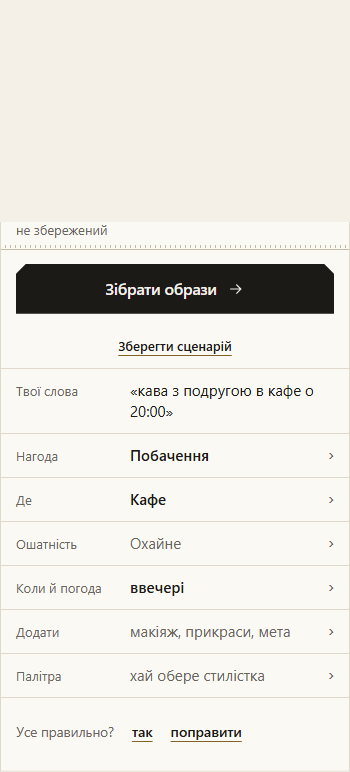 не збережений
Зібрати образи →
Зберегти сценарій
Твої слова «кава з подругою в кафе о
20:00»
Нагода Побачення ›
Де Кафе ›
Ошатність Охайне ›
Коли й погода ввечері ›
Додати макіяж, прикраси, мета ›
Палітра хай обере стилістка ›
Усе правильно? так поправити